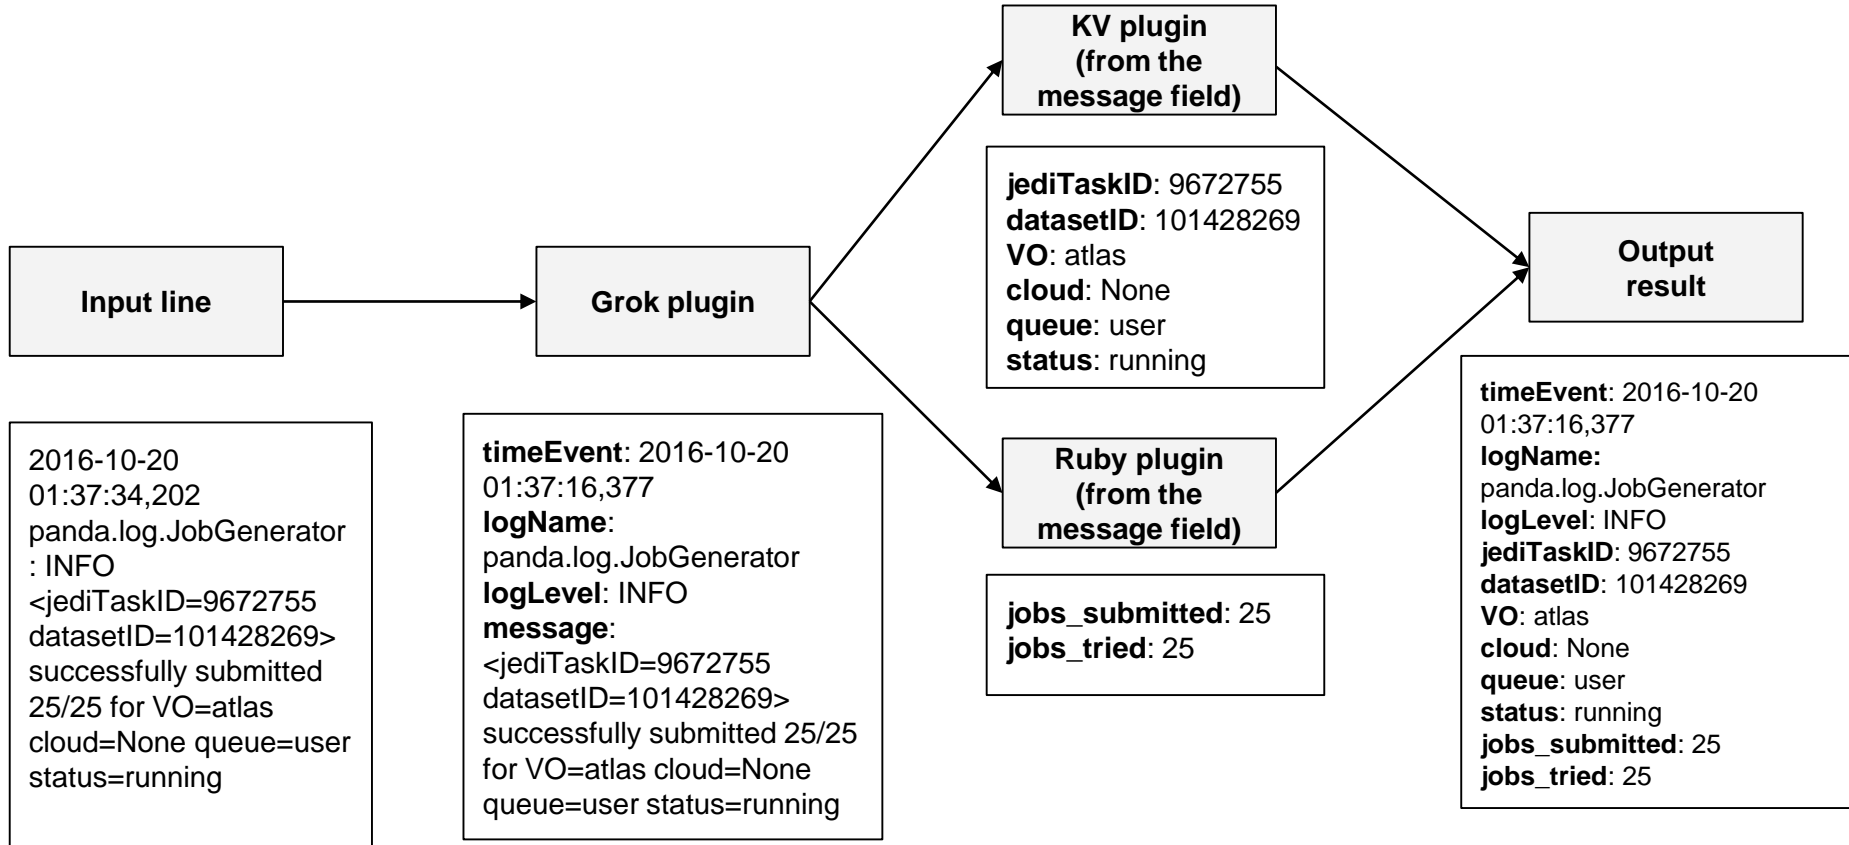 Input line
2016-10-20
01:37:34,202
panda.log.JobGenerator
: INFO
<jediTaskID=9672755
datasetID=101428269>
successfully submitted
25/25 for VO=atlas
cloud=None queue=user
status=running
Grok plugin
timeEvent: 2016-10-20
01:37:16,377
logName:
panda.log.JobGenerator
logLevel: INFO
message:
<jediTaskID=9672755
datasetID=101428269>
successfully submitted 25/25
for VO=atlas cloud=None
queue=user status=running
KV plugin
(from the
message field)
jediTaskID: 9672755
datasetID: 101428269
VO: atlas
cloud: None
queue: user
status: running
Ruby plugin
(from the
message field)
jobs_submitted: 25
jobs_tried: 25
Output
result
timeEvent: 2016-10-20
01:37:16,377
logName:
panda.log.JobGenerator
logLevel: INFO
jediTaskID: 9672755
datasetID: 101428269
VO: atlas
cloud: None
queue: user
status: running
jobs_submitted: 25
jobs_tried: 25